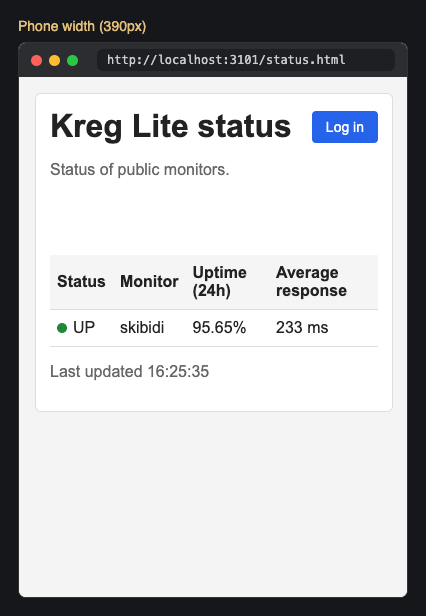 Phone width (390px)
http://localhost:3101/status.html
Kreg Lite status
Log in
Status of public monitors.
Status Monitor Uptime (24h) Average response
UP skibidi 95.65% 233 ms
Last updated 16:25:35